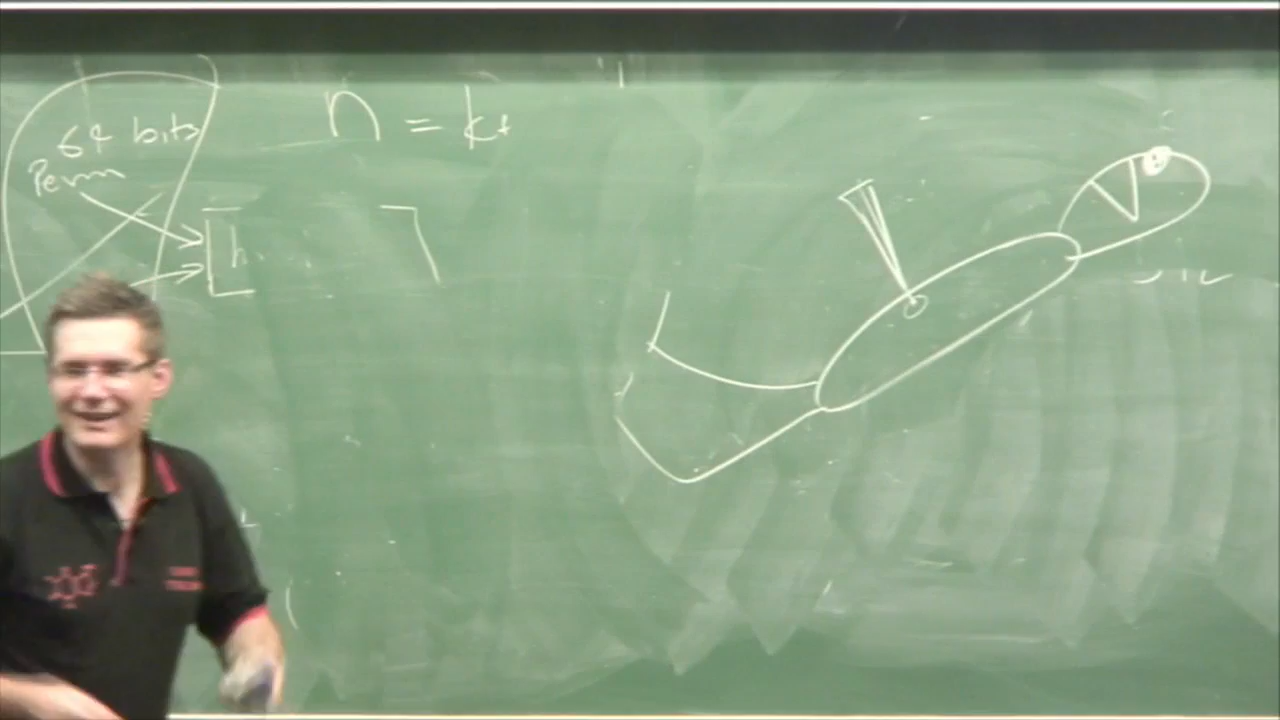 64 bits
Perm
n = kt
[h